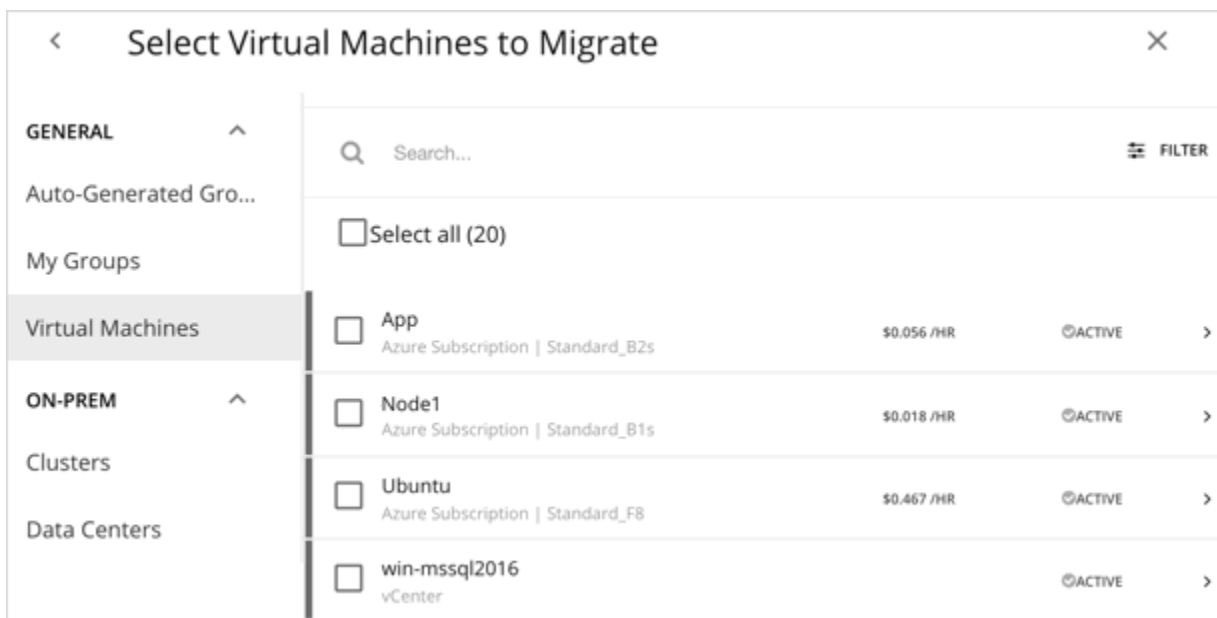 Select Virtual Machines to Migrate
GENERAL
Auto-Generated Gro...
My Groups
Virtual Machines
ON-PREM
Clusters
Data Centers
Search...
FILTER
Select all (20)
App
Azure Subscription | Standard_B2s
$0.056 /HR
ACTIVE
Node1
Azure Subscription | Standard_B1s
$0.018 /HR
ACTIVE
Ubuntu
Azure Subscription | Standard_F8
$0.467 /HR
ACTIVE
win-mssql2016
vCenter
ACTIVE